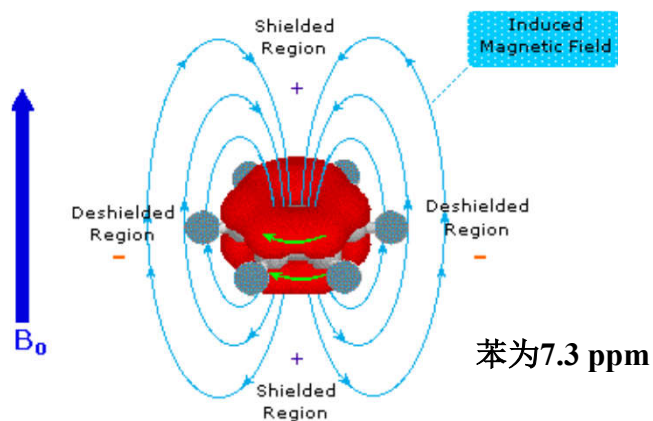 Shielded
Region
Induced
Magnetic Field
+
Deshielded
Region
-
Deshielded
Region
-
B₀
苯为7.3 ppm
+
Shielded
Region